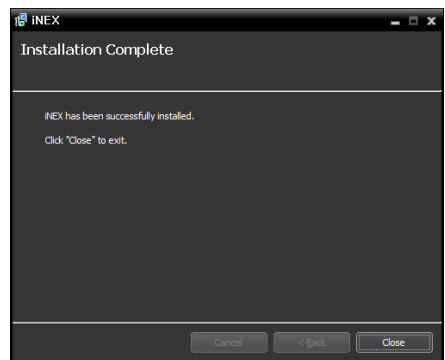 iNEX
Installation Complete
iNEX has been successfully installed.
Click "Close" to exit.
Cancel
< Back
Close